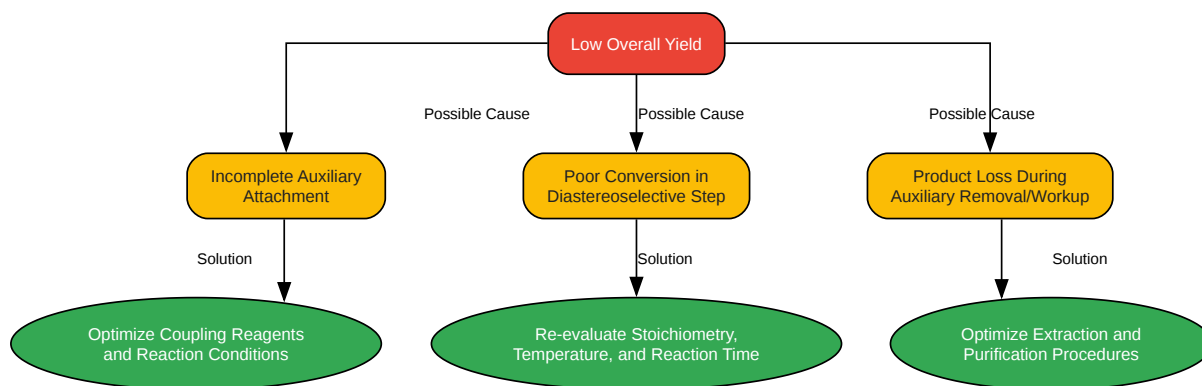 Low Overall Yield
Possible Cause
Possible Cause
Possible Cause
Incomplete Auxiliary
Attachment
Poor Conversion in
Diastereoselective Step
Product Loss During
Auxiliary Removal/Workup
Solution
Solution
Solution
Optimize Coupling Reagents
and Reaction Conditions
Re-evaluate Stoichiometry,
Temperature, and Reaction Time
Optimize Extraction and
Purification Procedures